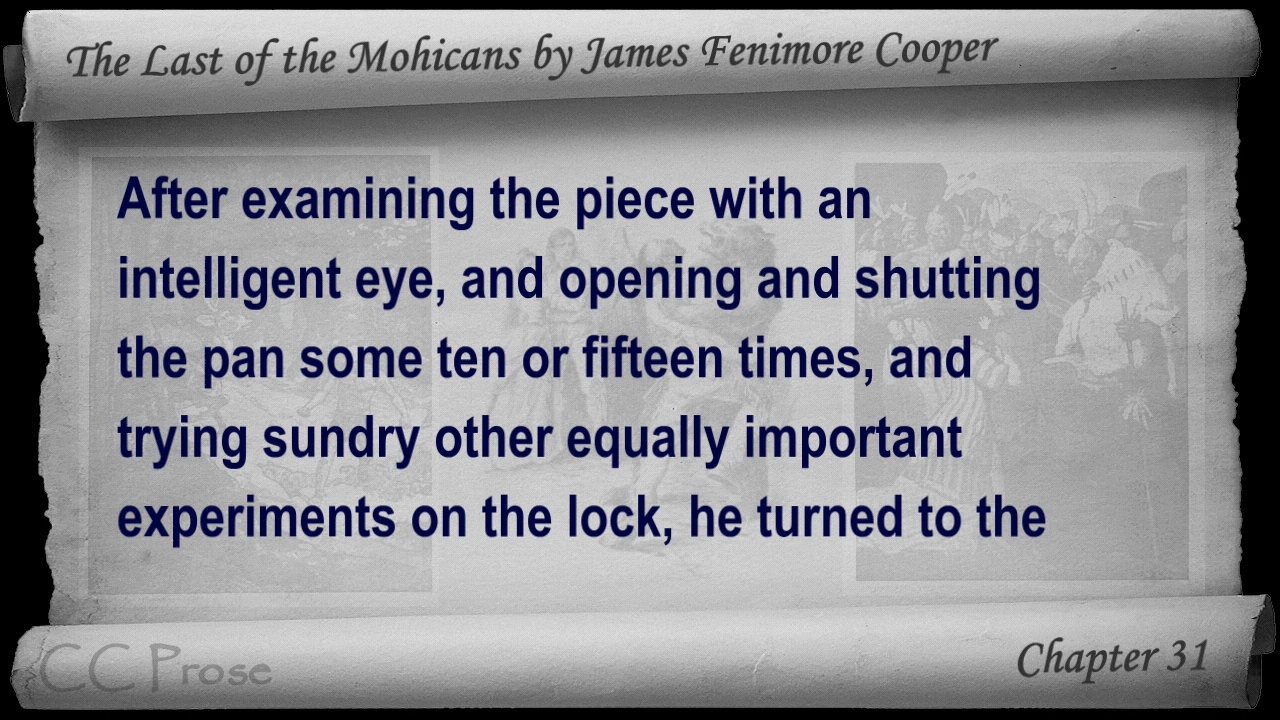 The Last of the Mohicans by James Fenimore Cooper
After examining the piece with an
intelligent eye, and opening and shutting
the pan some ten or fifteen times, and
trying sundry other equally important
experiments on the lock, he turned to the
CC Prose
Chapter 31